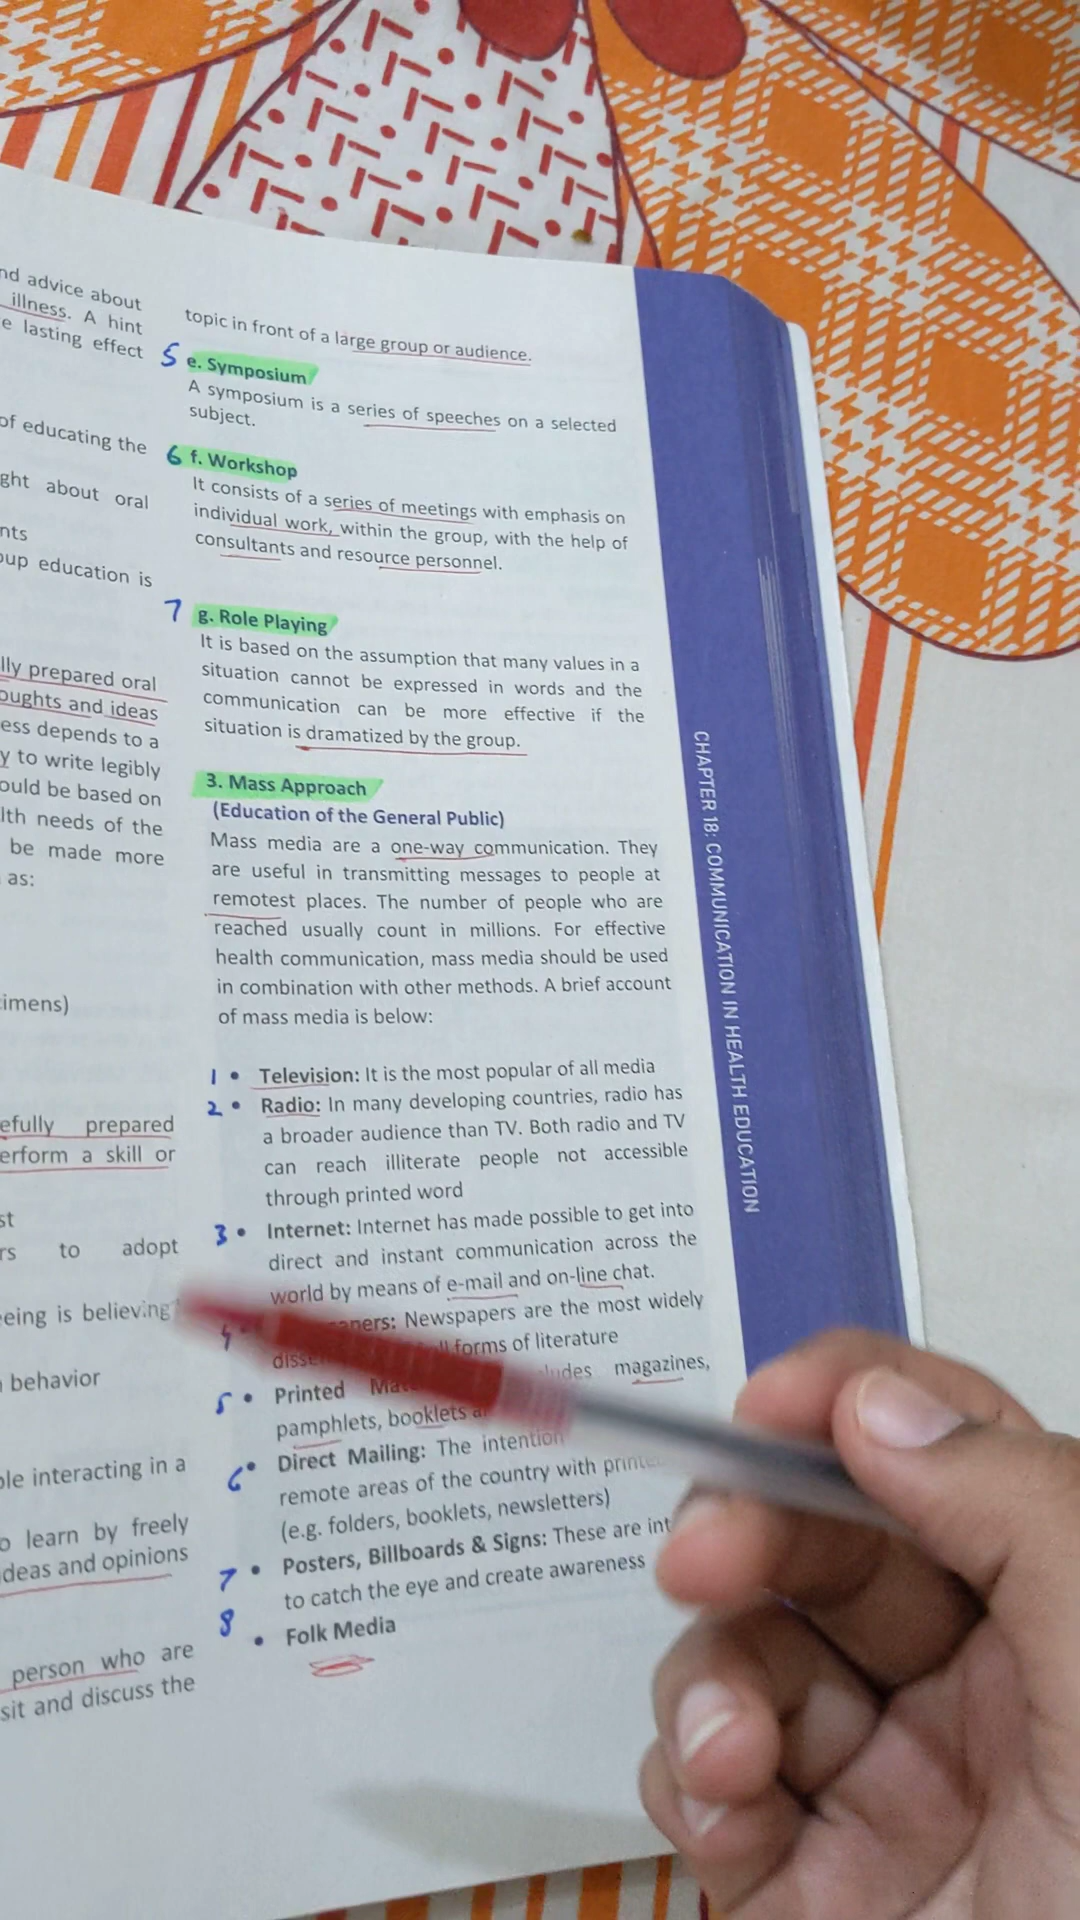 nd advice about
illness. A hint
e lasting effect
of educating the
ght about oral
nts
oup education is
lly prepared oral
oughts and ideas
ess depends to a
y to write legibly
ould be based on
lth needs of the
be made more
as:
imens)
efully prepared
erform a skill or
st
rs to adopt
eeing is believing
behavior
ple interacting in a
o learn by freely
deas and opinions
person who are
sit and discuss the
topic in front of a large group or audience.
5 e. Symposium
A symposium is a series of speeches on a selected
subject.
6 f. Workshop
It consists of a series of meetings with emphasis on
individual work, within the group, with the help of
consultants and resource personnel.
7 g. Role Playing
It is based on the assumption that many values in a
situation cannot be expressed in words and the
communication can be more effective if the
situation is dramatized by the group.
3. Mass Approach
(Education of the General Public)
Mass media are a one-way communication. They
are useful in transmitting messages to people at
remotest places. The number of people who are
reached usually count in millions. For effective
health communication, mass media should be used
in combination with other methods. A brief account
of mass media is below:
1 • Television: It is the most popular of all media
2 • Radio: In many developing countries, radio has
a broader audience than TV. Both radio and TV
can reach illiterate people not accessible
through printed word
3 • Internet: Internet has made possible to get into
direct and instant communication across the
world by means of e-mail and on-line chat.
4 pers: Newspapers are the most widely
disse forms of literature
5 • Printed Ma ludes magazines,
pamphlets, booklets a
6 • Direct Mailing: The intention
remote areas of the country with printe
(e.g. folders, booklets, newsletters)
7 • Posters, Billboards & Signs: These are int
to catch the eye and create awareness
8 • Folk Media
CHAPTER 18: COMMUNICATION IN HEALTH EDUCATION